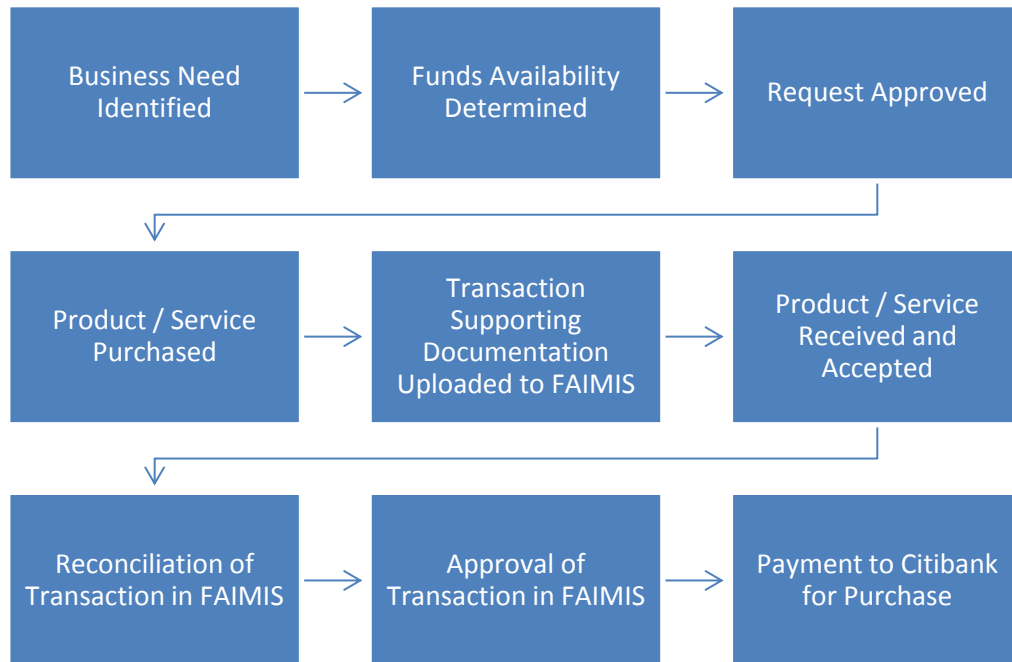 Business Need
Identified
Funds Availability
Determined
Request Approved
Product / Service
Purchased
Transaction
Supporting
Documentation
Uploaded to FAIMIS
Product / Service
Received and
Accepted
Reconciliation of
Transaction in FAIMIS
Approval of
Transaction in FAIMIS
Payment to Citibank
for Purchase